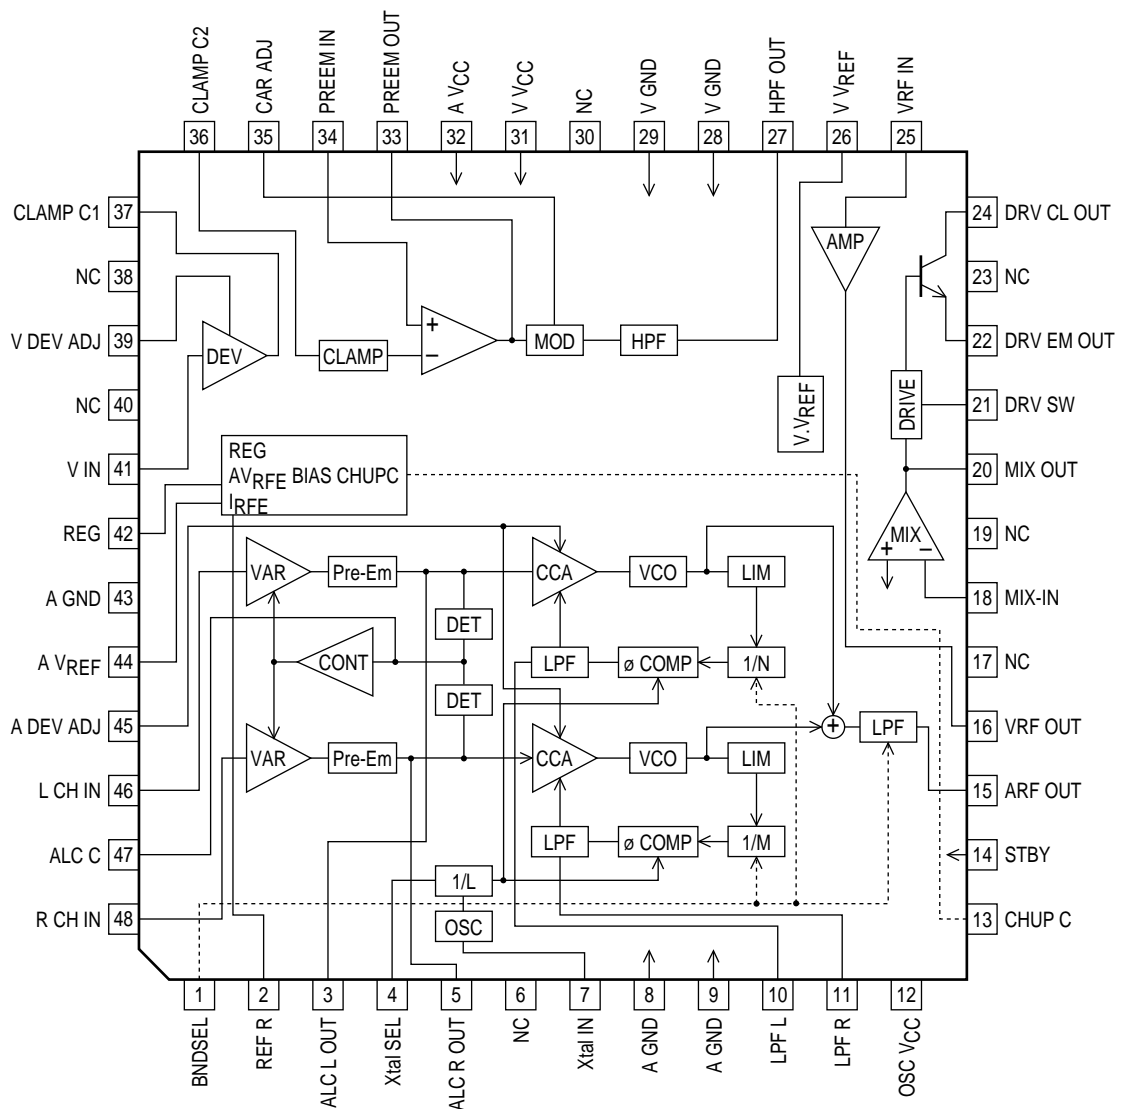 CLAMP C2
CAR ADJ
PREEM IN
PREEM OUT
A VCC
V VCC
NC
V GND
V GND
HPF OUT
V VREF
VRF IN
36
35
34
33
32
31
30
29
28
27
26
25
CLAMP C1
37
NC
38
V DEV ADJ
39
NC
40
V IN
41
REG
42
A GND
43
A VREF
44
A DEV ADJ
45
L CH IN
46
ALC C
47
R CH IN
48
24
DRV CL OUT
23
NC
22
DRV EM OUT
21
DRV SW
20
MIX OUT
19
NC
18
MIX-IN
17
NC
16
VRF OUT
15
ARF OUT
14
STBY
13
CHUP C
AMP
DEV
CLAMP
+
−
MOD
HPF
V.VREF
DRIVE
MIX
+
−
REG
AVRFE BIAS CHUPC
IRFE
VAR
Pre-Em
CCA
VCO
LIM
DET
CONT
LPF
ø COMP
1/N
DET
VAR
Pre-Em
CCA
VCO
LIM
+
LPF
LPF
ø COMP
1/M
1/L
OSC
1
2
3
4
5
6
7
8
9
10
11
12
BNDSEL
REF R
ALC L OUT
Xtal SEL
ALC R OUT
NC
Xtal IN
A GND
A GND
LPF L
LPF R
OSC VCC